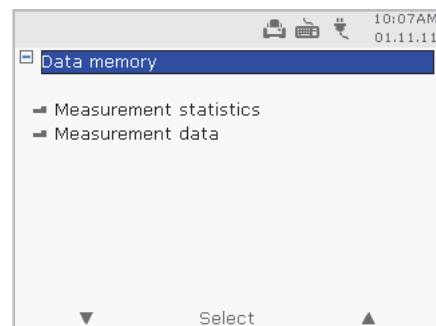 10:07AM
01.11.11
Data memory
Measurement statistics
Measurement data
Select